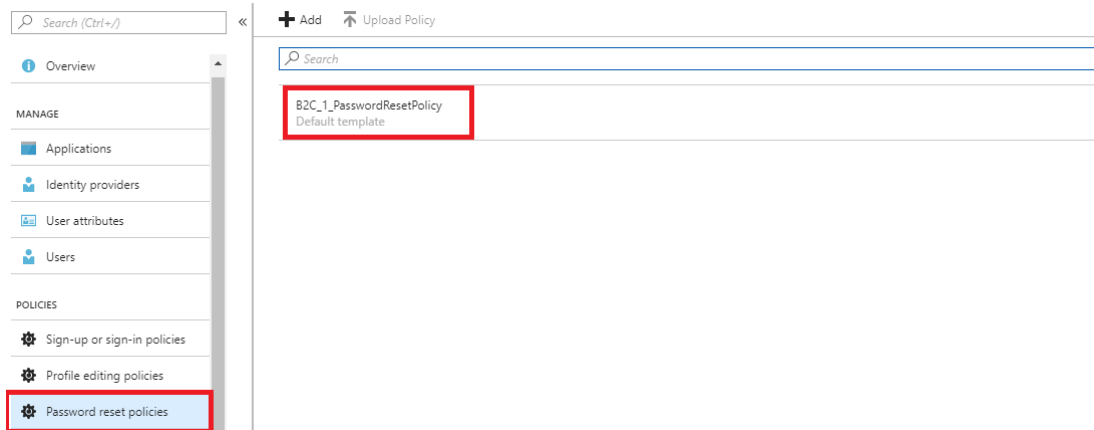 Search (Ctrl+/)
«
Overview
MANAGE
Applications
Identity providers
User attributes
Users
POLICIES
Sign-up or sign-in policies
Profile editing policies
Password reset policies
Add
Upload Policy
Search
B2C_1_PasswordResetPolicy
Default template